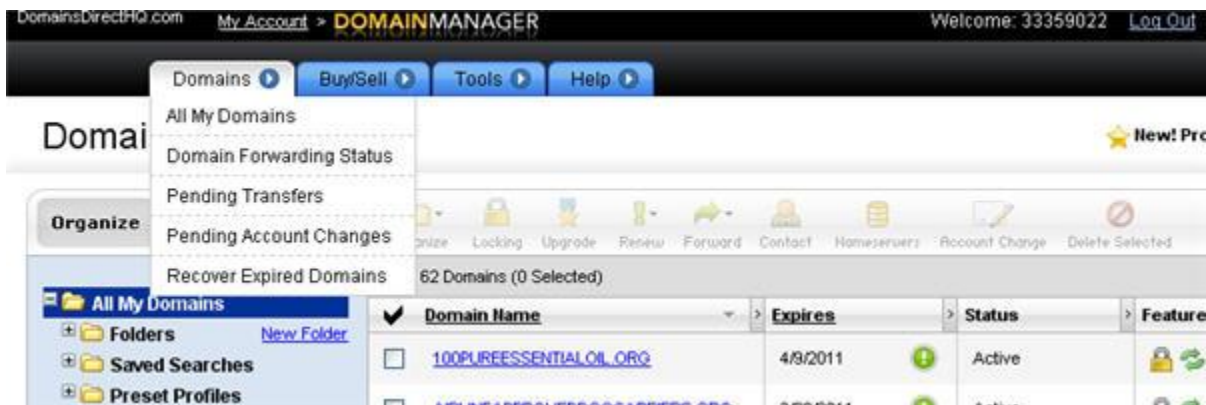 DomainsDirectHQ.com My Account > DOMAINMANAGER Welcome: 33359022 Log Out
Domains Buy/Sell Tools Help
All My Domains
Domain Forwarding Status
Pending Transfers
Pending Account Changes
Recover Expired Domains
Domai
New! Pro
Organize
Locking Upgrade Renew Forward Contact Nameservers Account Change Delete Selected
62 Domains (0 Selected)
All My Domains
Folders New Folder
Saved Searches
Preset Profiles
Domain Name Expires Status Feature
100PUREESSENTIALOIL.ORG 4/9/2011 Active